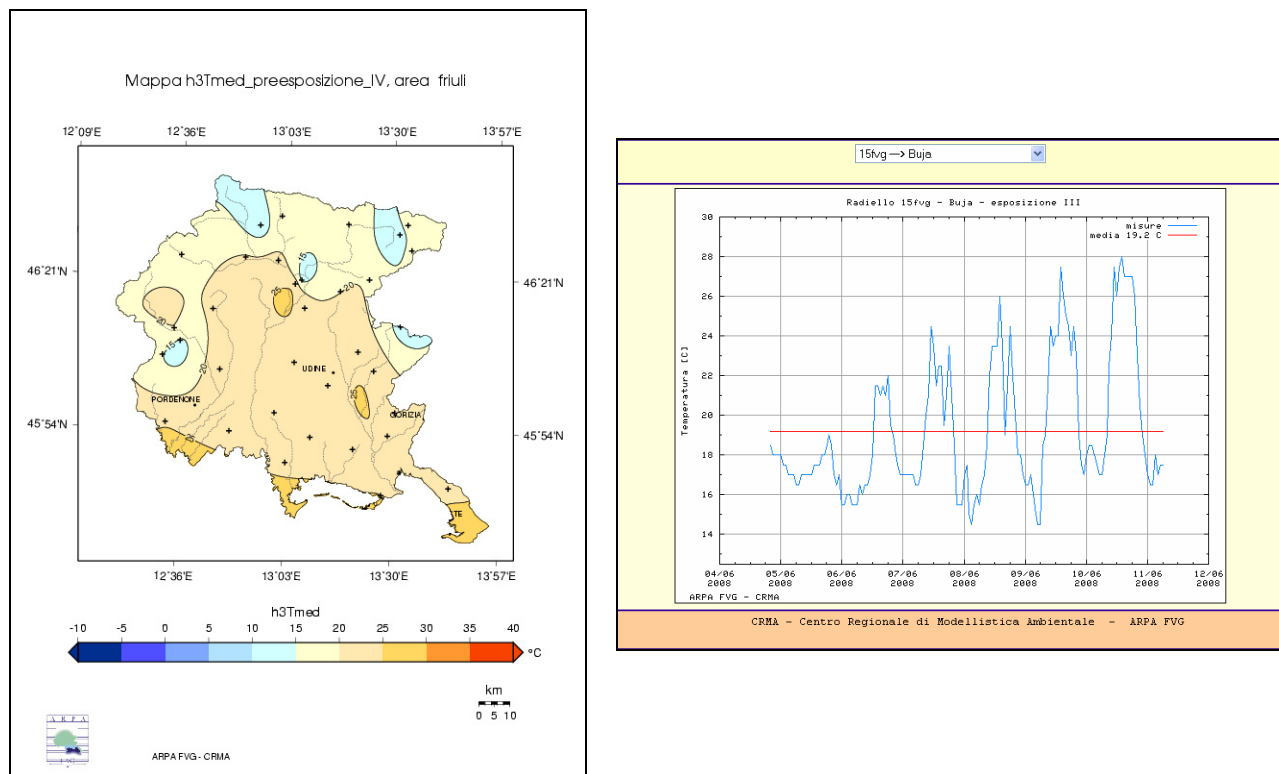 Mappa h3Tmed_preesposizione_IV, area friuli
12˚09'E 12˚36'E 13˚03'E 13˚30'E 13˚57'E
46˚21'N 46˚21'N
15
25
20
20
15
20
UDINE
PORDENONE
25
GORIZIA
45˚54'N 45˚54'N
25
TE
12˚36'E 13˚03'E 13˚30'E 13˚57'E
h3Tmed
-10 -5 0 5 10 15 20 25 30 35 40
°C
km
0 5 10
ARPA
ARPA FVG - CRMA
15fvg —> Buja
Radiello 15fvg - Buja - esposizione III
misure
media 19.2 C
Temperatura [C]
30
28
26
24
22
20
18
16
14
04/06 05/06 06/06 07/06 08/06 09/06 10/06 11/06 12/06
2008 2008 2008 2008 2008 2008 2008 2008 2008
ARPA FVG - CRMA
CRMA - Centro Regionale di Modellistica Ambientale - ARPA FVG